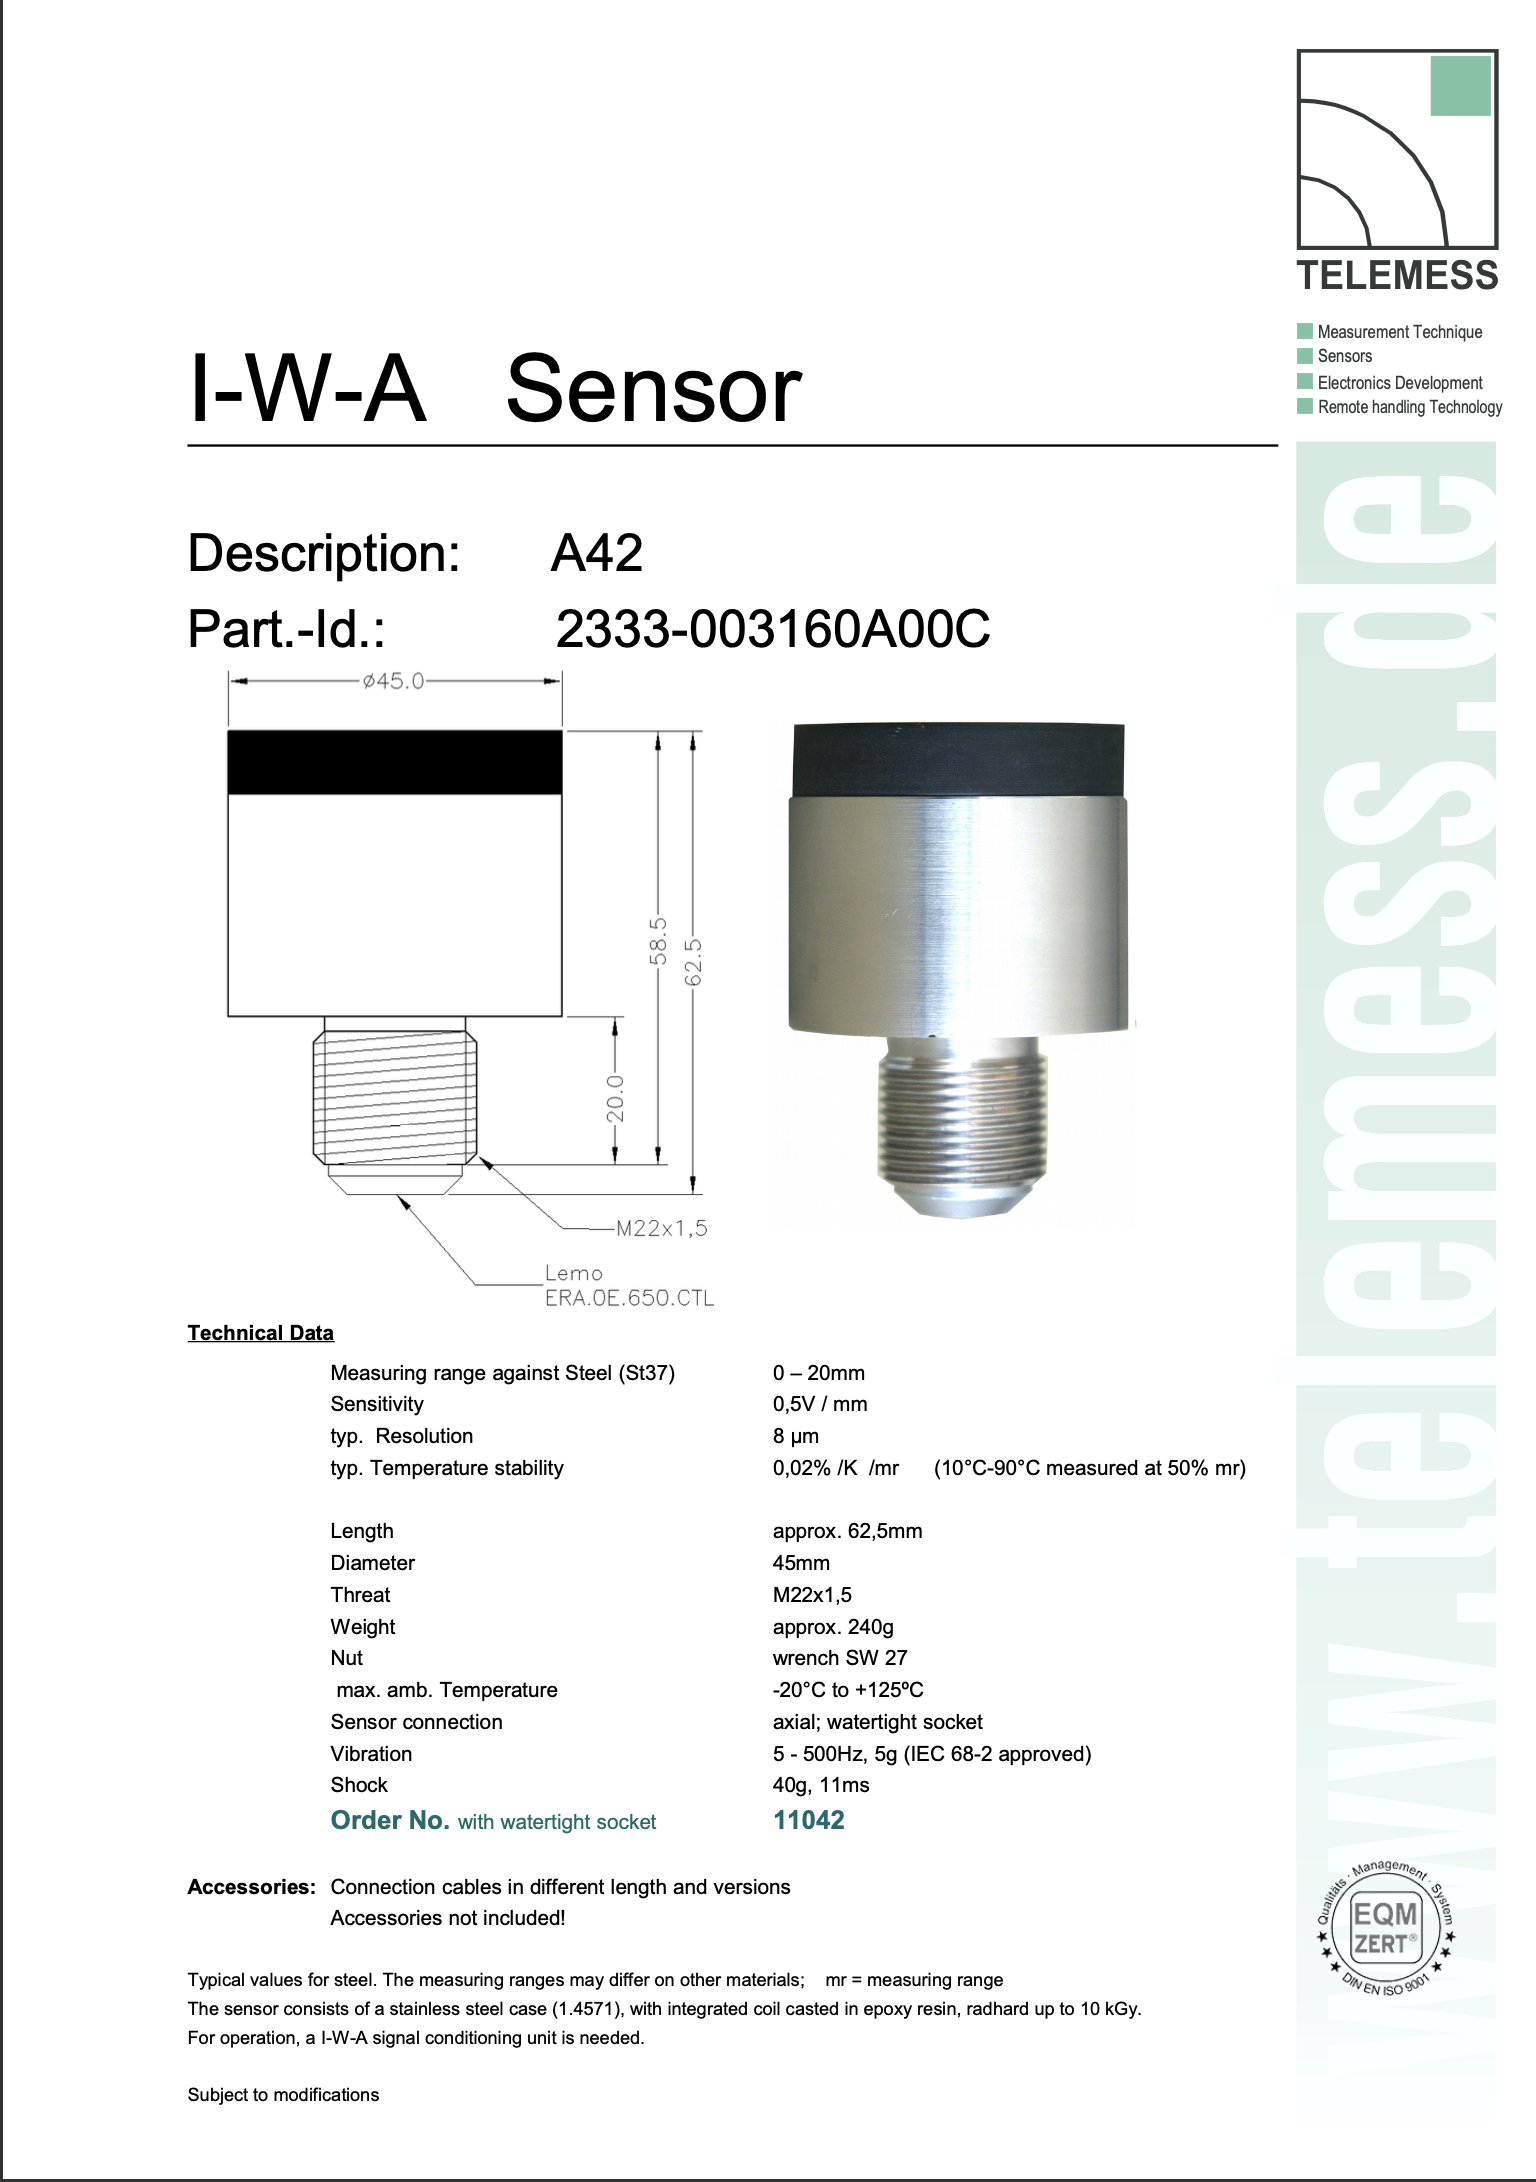 TELEMESS
Measurement Technique
Sensors
Electronics Development
Remote handling Technology
I-W-A Sensor
Description: A42
Part.-Id.: 2333-003160A00C
ø45.0
58.5
62.5
20.0
M22x1,5
Lemo
ERA.0E.650.CTL
Technical Data
Measuring range against Steel (St37) 0 – 20mm
Sensitivity 0,5V / mm
typ. Resolution 8 µm
typ. Temperature stability 0,02% /K /mr (10°C-90°C measured at 50% mr)
Length approx. 62,5mm
Diameter 45mm
Threat M22x1,5
Weight approx. 240g
Nut wrench SW 27
max. amb. Temperature -20°C to +125ºC
Sensor connection axial; watertight socket
Vibration 5 - 500Hz, 5g (IEC 68-2 approved)
Shock 40g, 11ms
Order No. with watertight socket 11042
Accessories: Connection cables in different length and versions
Accessories not included!
Typical values for steel. The measuring ranges may differ on other materials; mr = measuring range
The sensor consists of a stainless steel case (1.4571), with integrated coil casted in epoxy resin, radhard up to 10 kGy.
For operation, a I-W-A signal conditioning unit is needed.
Subject to modifications
www.telemess.de
Qualitäts · Management · System
EQM
ZERT®
DIN EN ISO 9001